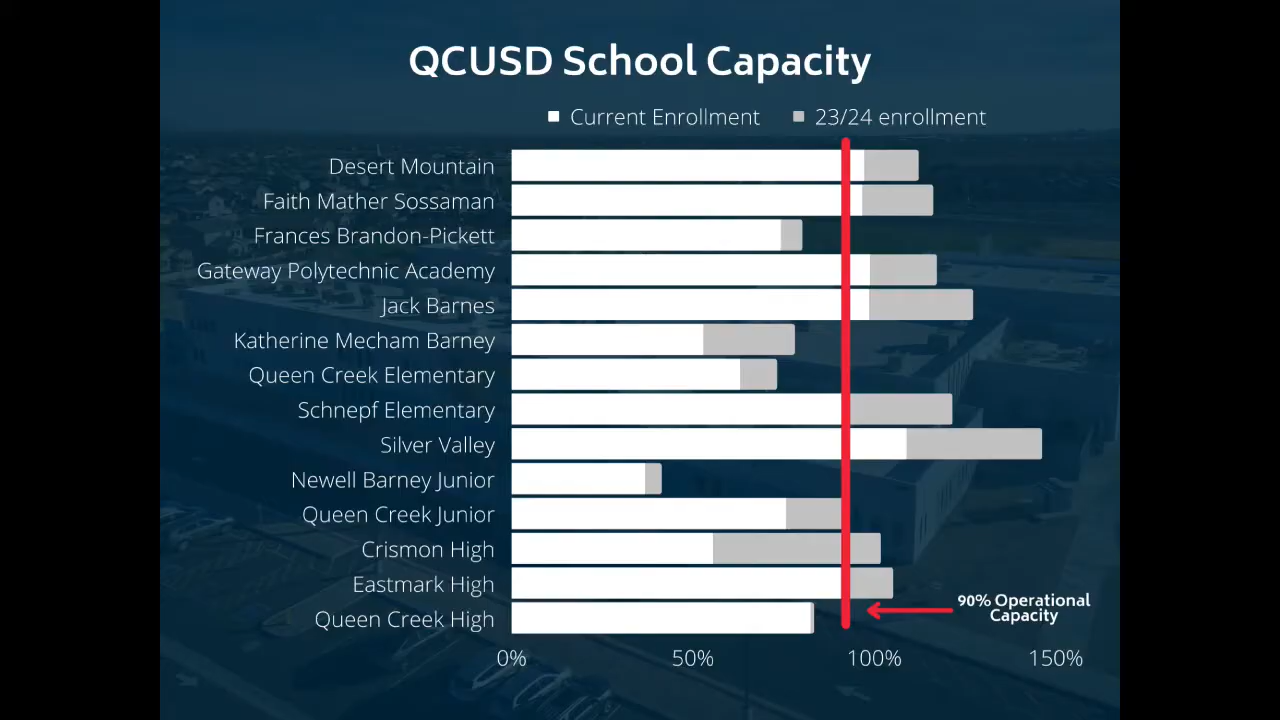 QCUSD School Capacity
Current Enrollment 23/24 enrollment
Desert Mountain
Faith Mather Sossaman
Frances Brandon-Pickett
Gateway Polytechnic Academy
Jack Barnes
Katherine Mecham Barney
Queen Creek Elementary
Schnepf Elementary
Silver Valley
Newell Barney Junior
Queen Creek Junior
Crismon High
Eastmark High
Queen Creek High
90% Operational
Capacity
0% 50% 100% 150%